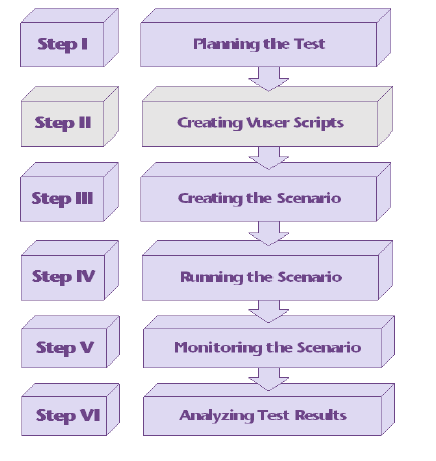 Step I
Planning the Test
Step II
Creating Vuser Scripts
Step III
Creating the Scenario
Step IV
Running the Scenario
Step V
Monitoring the Scenario
Step VI
Analyzing Test Results